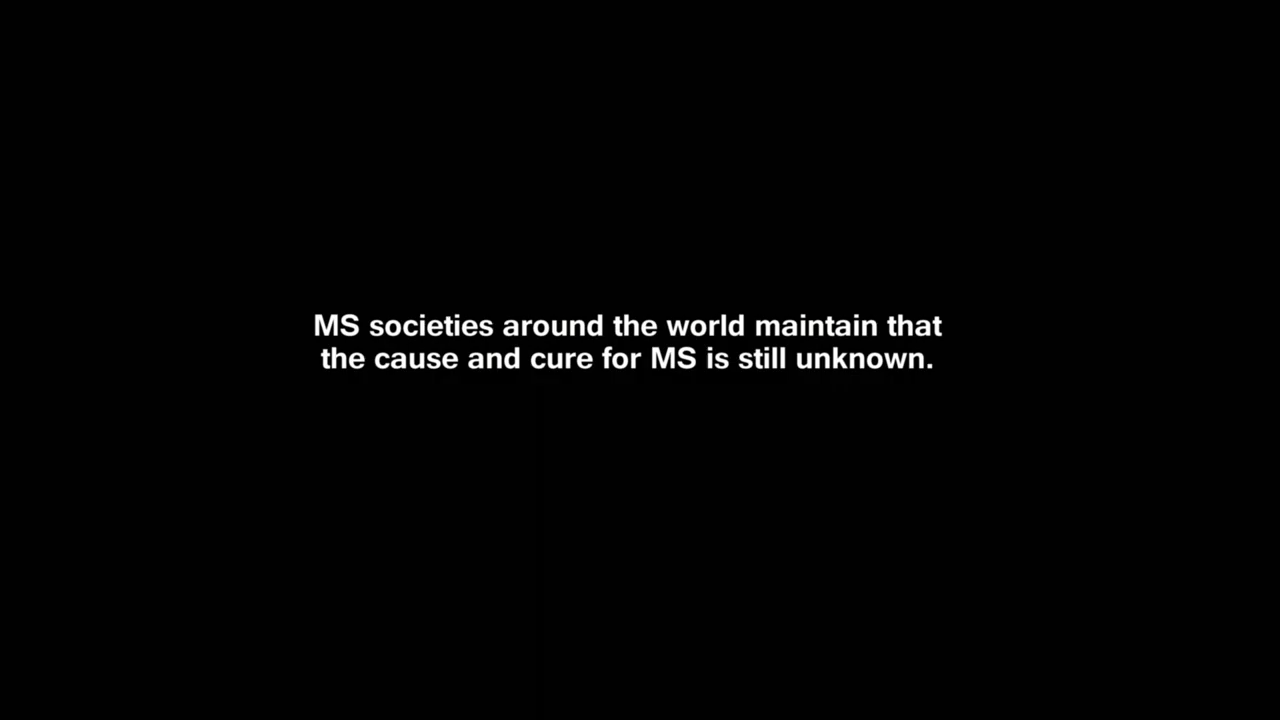 MS societies around the world maintain that
the cause and cure for MS is still unknown.